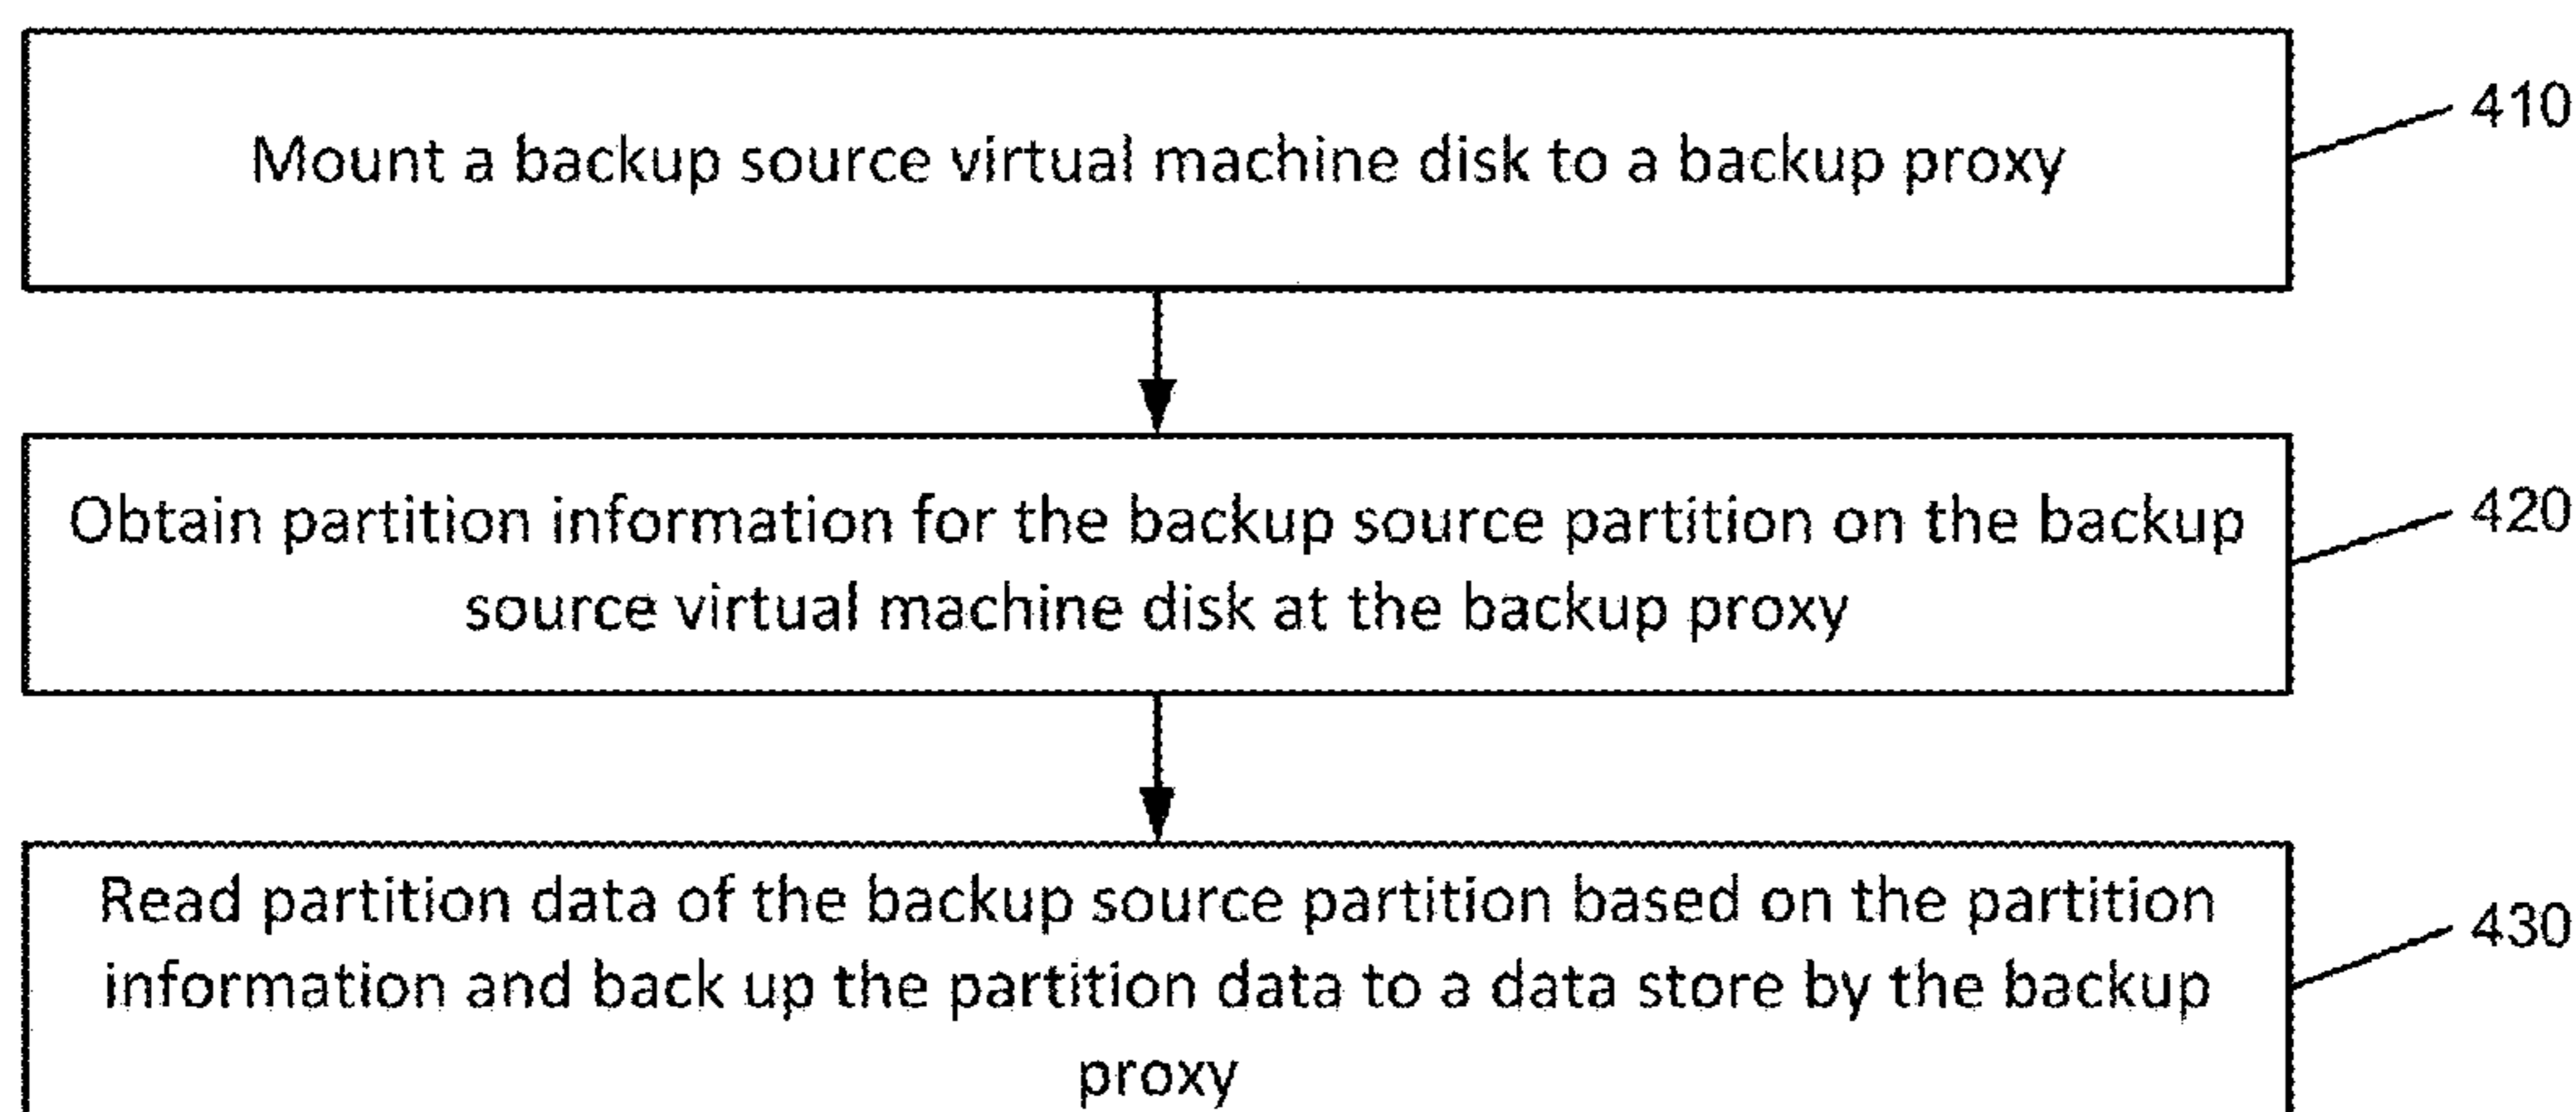 Mount a backup source virtual machine disk to a backup proxy
410
Obtain partition information for the backup source partition on the backup
source virtual machine disk at the backup proxy
420
Read partition data of the backup source partition based on the partition
information and back up the partition data to a data store by the backup
proxy
430